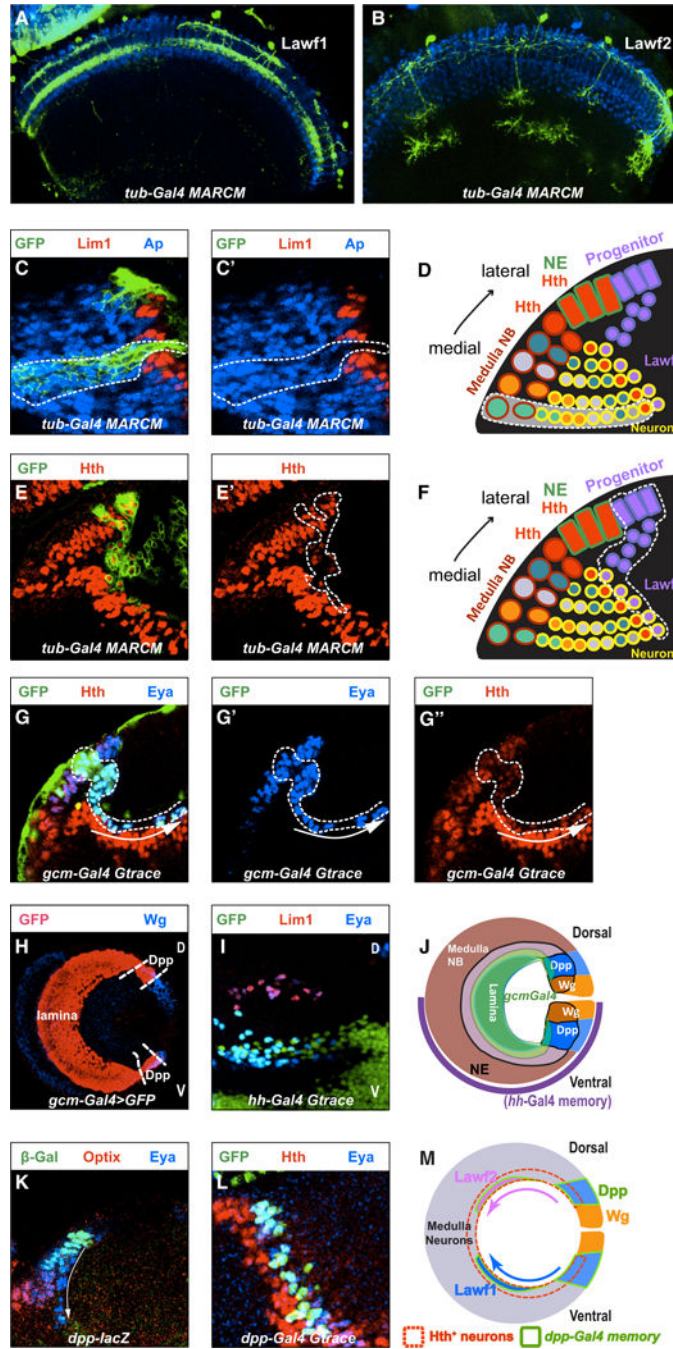 A
Lawf1
tub-Gal4 MARCM
B
Lawf2
tub-Gal4 MARCM
GFP Lim1 Ap
C
tub-Gal4 MARCM
Lim1 Ap
C'
tub-Gal4 MARCM
D
lateral
medial
Medulla NB
Hth
Hth
NE
Progenitor
Lawf
Neuron
GFP Hth
E
tub-Gal4 MARCM
Hth
E'
tub-Gal4 MARCM
F
lateral
medial
Medulla NB
Hth
Hth
NE
Progenitor
Lawf
Neuron
GFP Hth Eya
G
gcm-Gal4 Gtrace
GFP Eya
G'
gcm-Gal4 Gtrace
GFP Hth
G''
gcm-Gal4 Gtrace
GFP Wg
H
D
Dpp
lamina
Dpp
V
gcm-Gal4>GFP
GFP Lim1 Eya
I
D
V
hh-Gal4 Gtrace
J
Dorsal
Medulla
NB
Dpp
Wg
gcmGal4
Lamina
Wg
Dpp
NE
Ventral
(hh-Gal4 memory)
β-Gal Optix Eya
K
dpp-lacZ
GFP Hth Eya
L
dpp-Gal4 Gtrace
M
Dorsal
Lawf2
Dpp
Wg
Medulla
Neurons
Lawf1
Ventral
Hth+ neurons
dpp-Gal4 memory